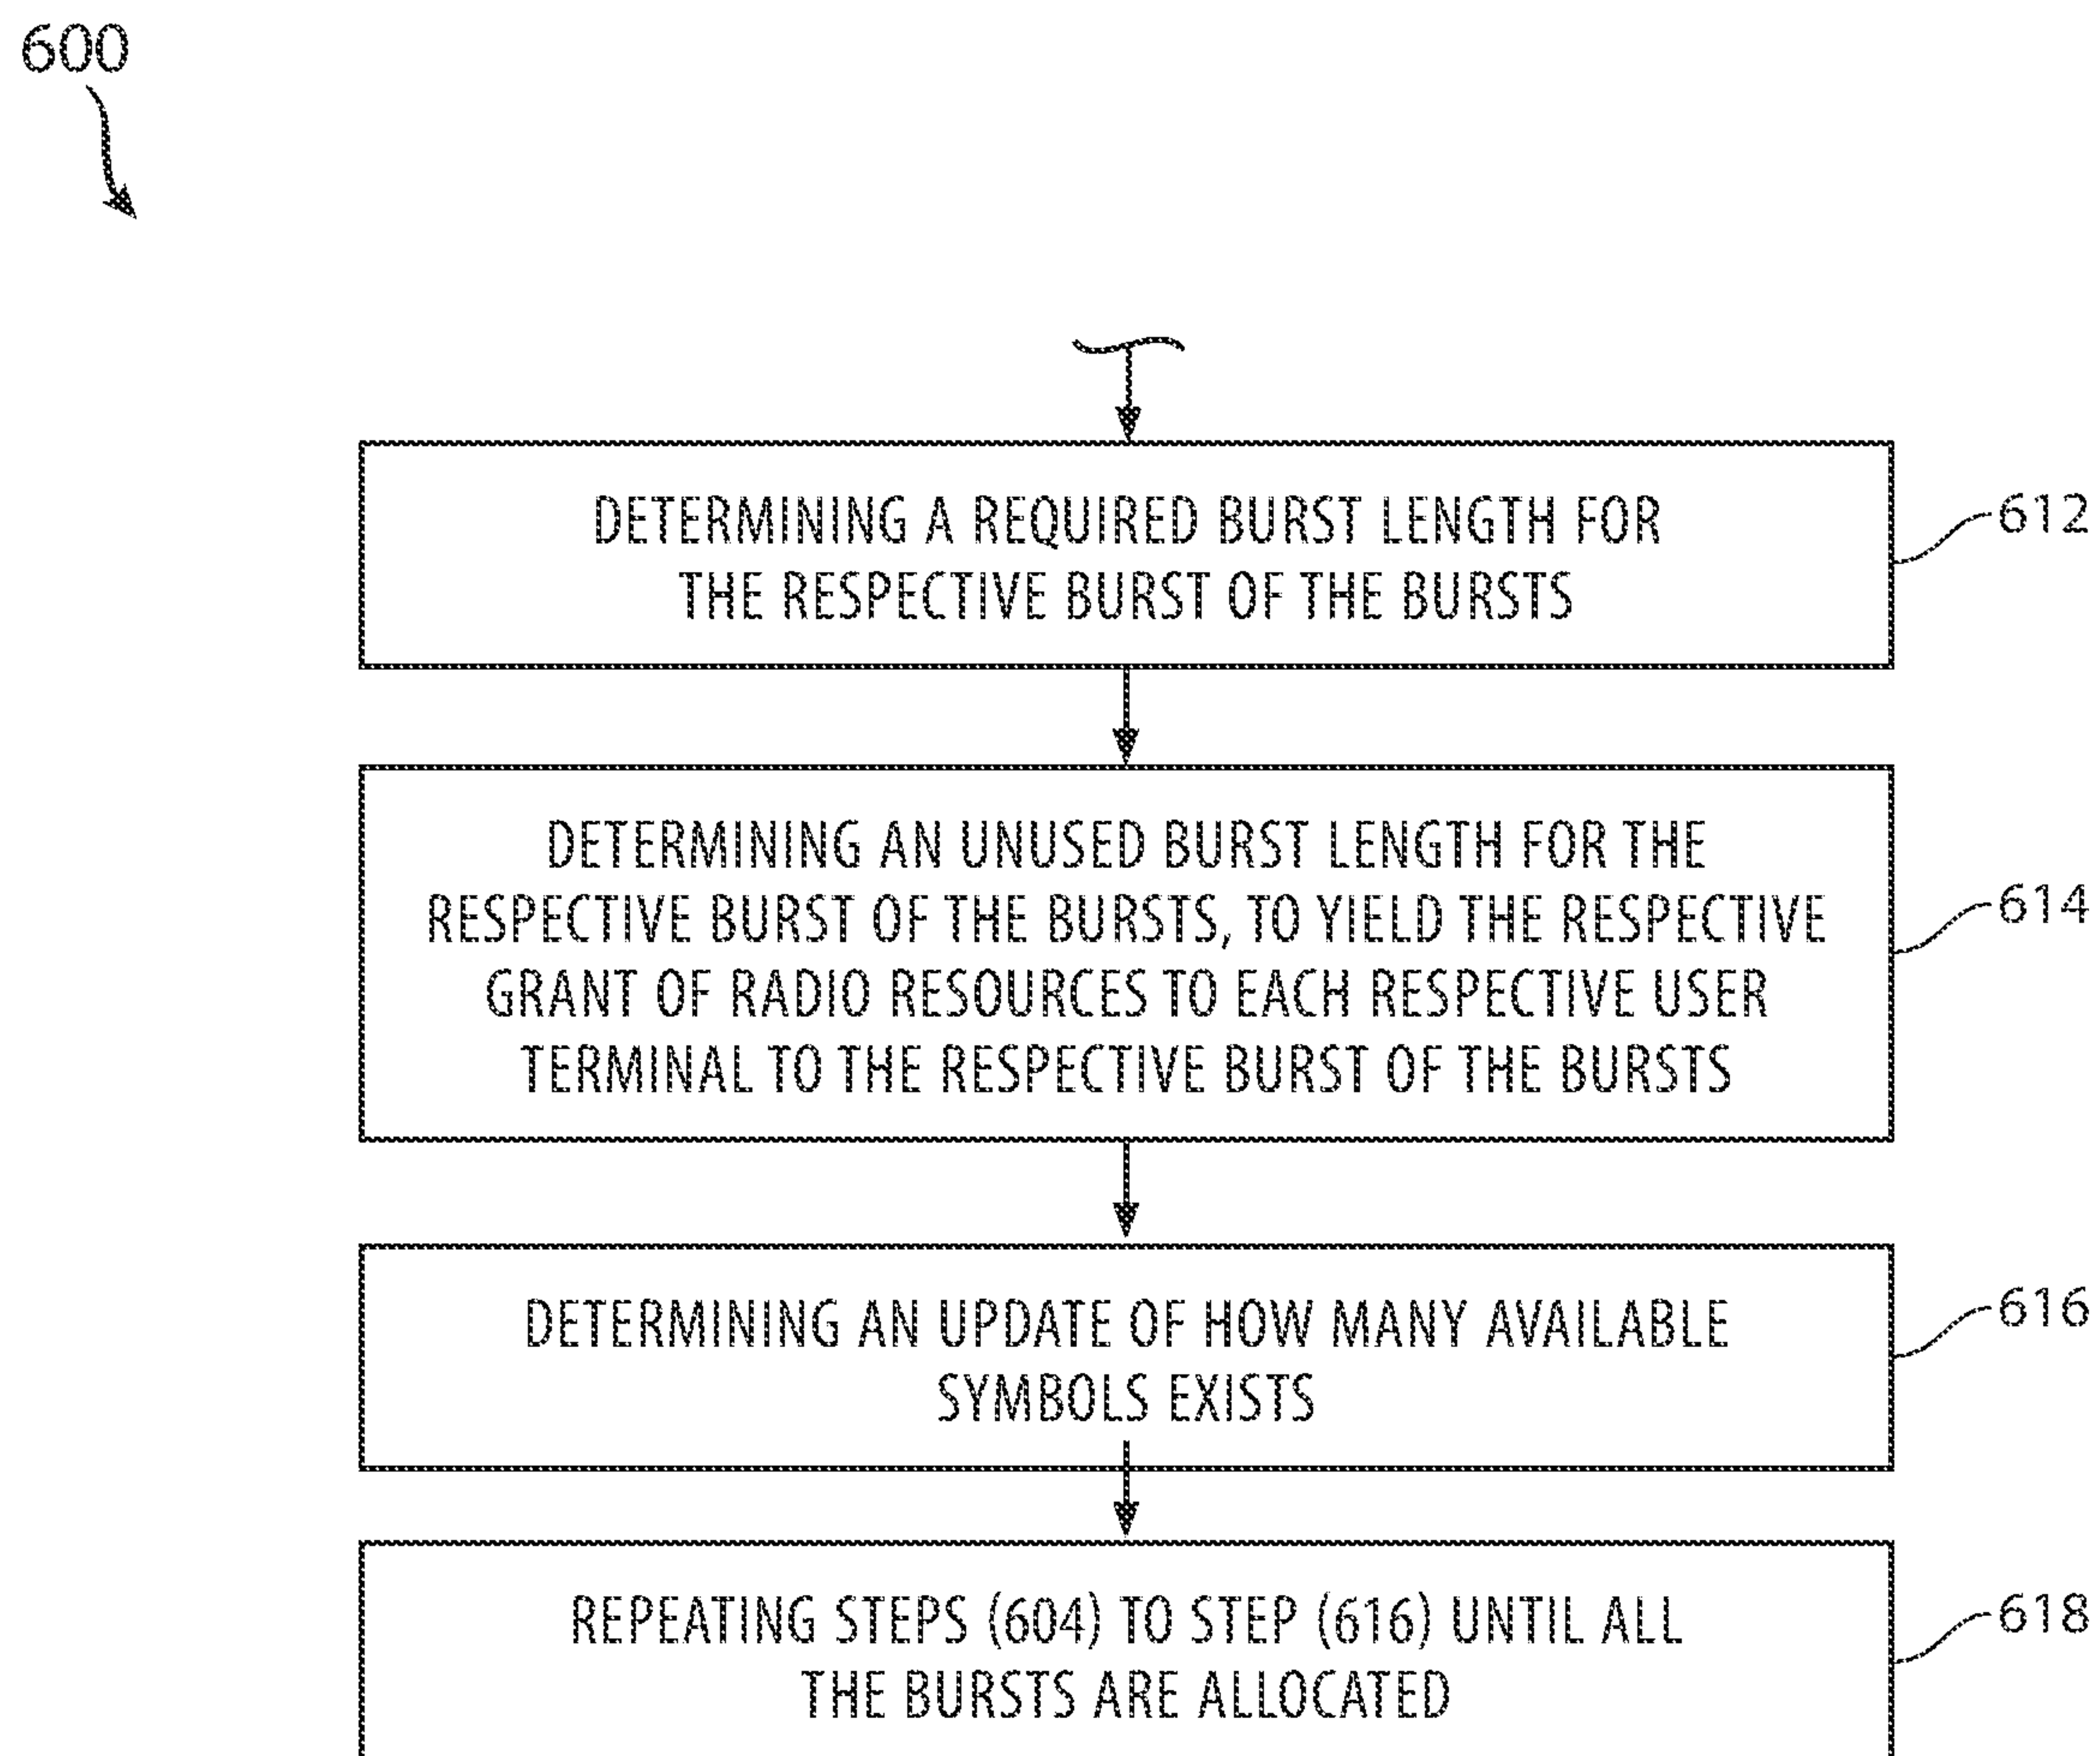 600
DETERMINING A REQUIRED BURST LENGTH FOR
THE RESPECTIVE BURST OF THE BURSTS
612
DETERMINING AN UNUSED BURST LENGTH FOR THE
RESPECTIVE BURST OF THE BURSTS, TO YIELD THE RESPECTIVE
GRANT OF RADIO RESOURCES TO EACH RESPECTIVE USER
TERMINAL TO THE RESPECTIVE BURST OF THE BURSTS
614
DETERMINING AN UPDATE OF HOW MANY AVAILABLE
SYMBOLS EXISTS
616
REPEATING STEPS (604) TO STEP (616) UNTIL ALL
THE BURSTS ARE ALLOCATED
618